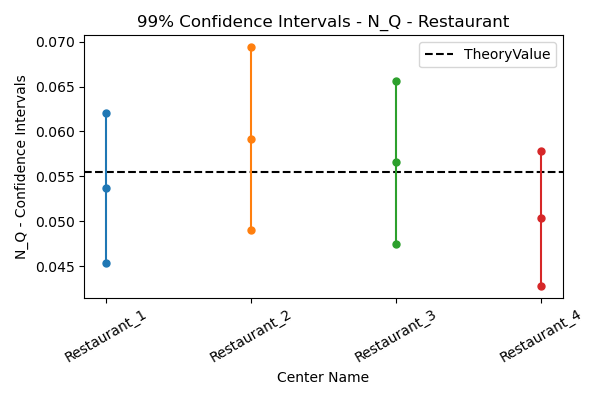 99% Confidence Intervals - N_Q - Restaurant
TheoryValue
N_Q - Confidence Intervals
0.070
0.065
0.060
0.055
0.050
0.045
Restaurant_1
Restaurant_2
Restaurant_3
Restaurant_4
Center Name